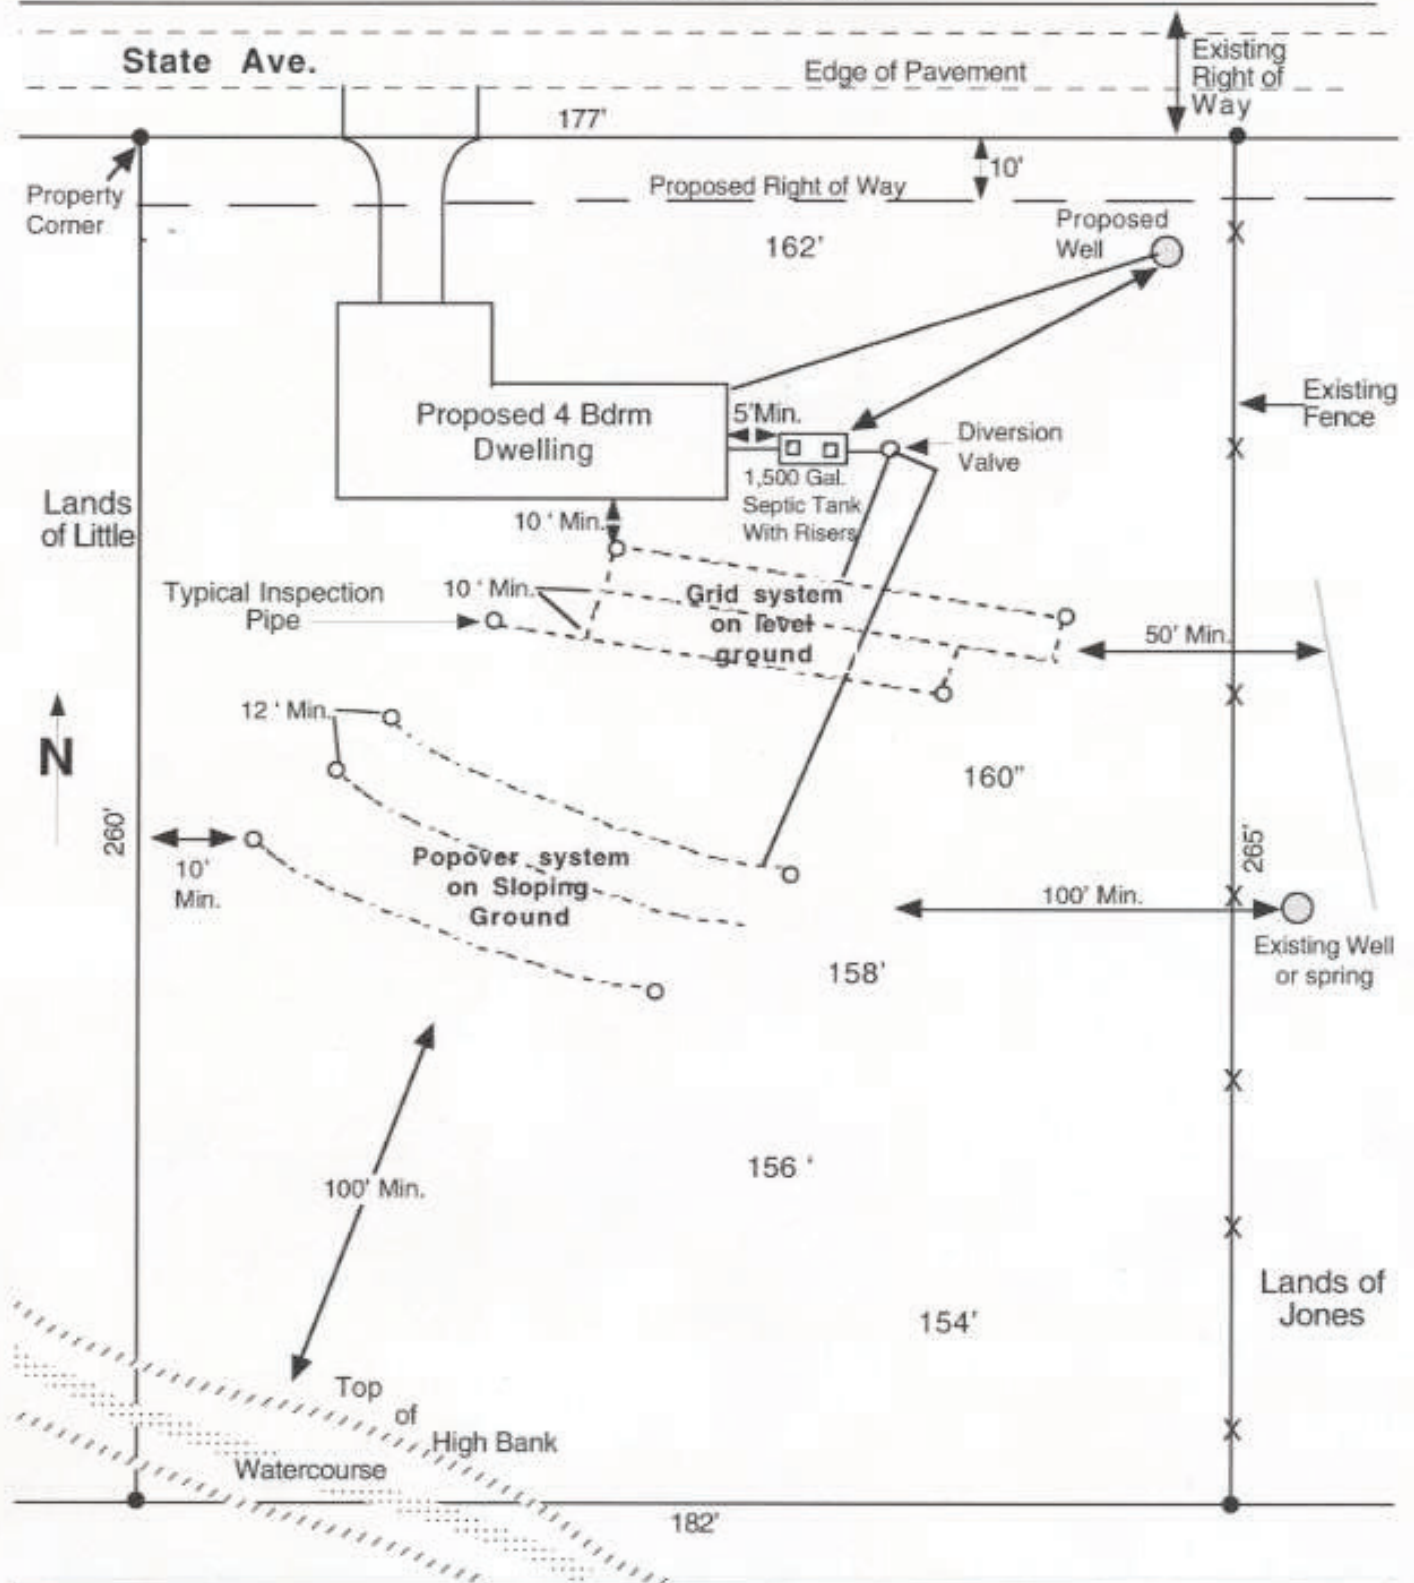 State Ave.
Edge of Pavement
Existing
Right of
Way
177'
10'
Property
Corner
Proposed Right of Way
Proposed
Well
162'
Existing
Fence
Proposed 4 Bdrm
Dwelling
5'Min.
Diversion
Valve
1,500 Gal.
Septic Tank
With Risers
Lands
of Little
10 ' Min.
Typical Inspection
Pipe
10 ' Min.
Grid system
on level
ground
50' Min.
12 ' Min.
N
160"
260'
10'
Min.
Popover system
on Sloping
Ground
265'
100' Min.
Existing Well
or spring
158'
156 '
100' Min.
Lands of
Jones
154'
Top
of
High Bank
Watercourse
182'